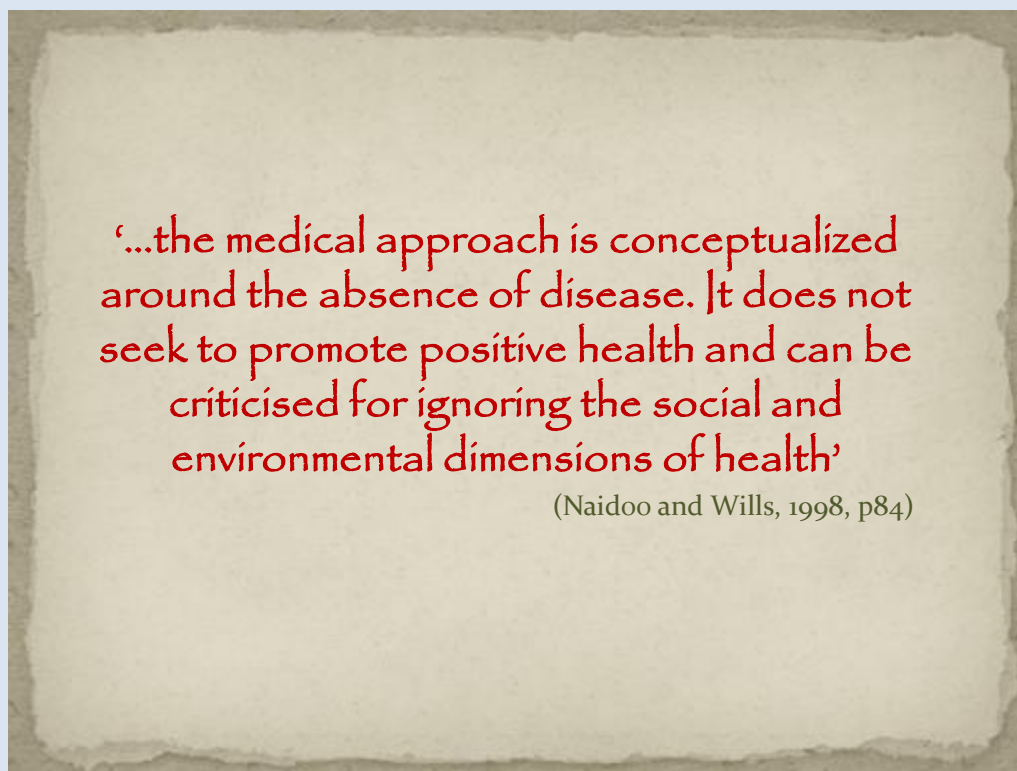 ‘…the medical approach is conceptualized
around the absence of disease. It does not
seek to promote positive health and can be
criticised for ignoring the social and
environmental dimensions of health’
(Naidoo and Wills, 1998, p84)